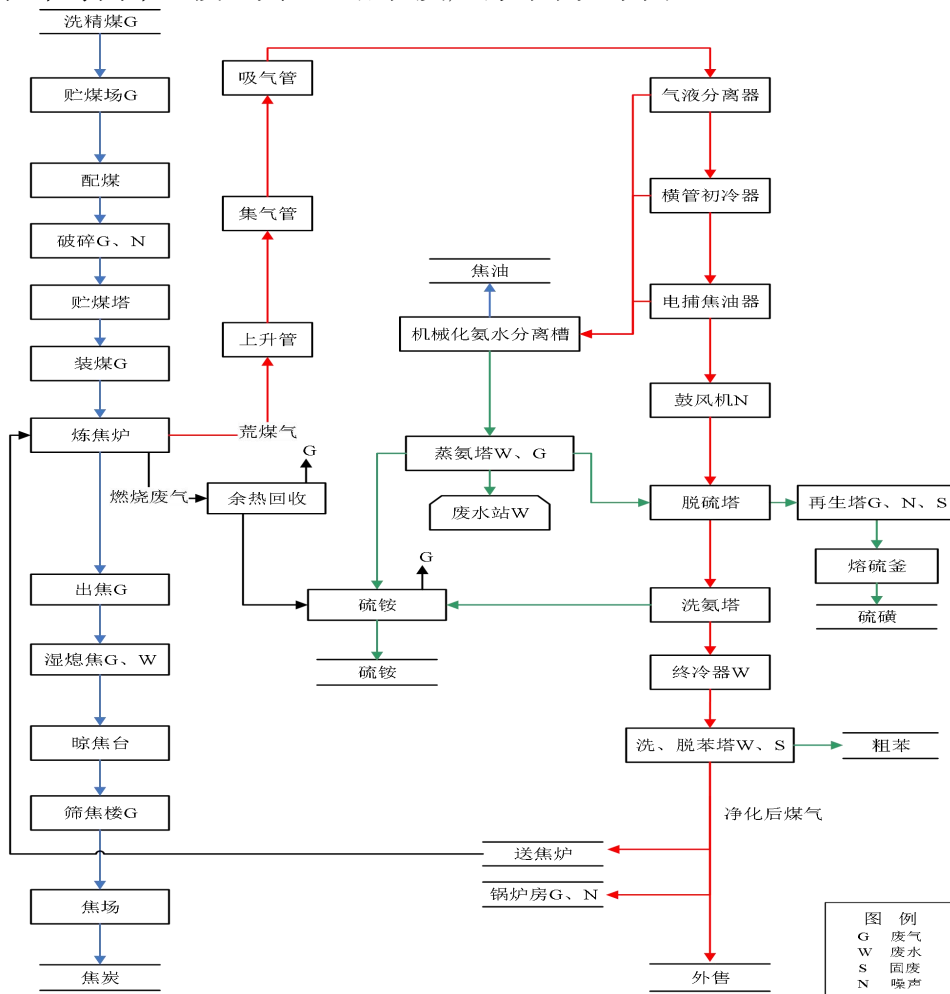 洗精煤G
贮煤场G
配煤
破碎G、N
贮煤塔
装煤G
炼焦炉
出焦G
湿熄焦G、W
晾焦台
筛焦楼G
焦场
焦炭
吸气管
集气管
上升管
荒煤气
燃烧废气
余热回收
G
焦油
机械化氨水分离槽
蒸氨塔W、G
废水站W
G
硫铵
硫铵
气液分离器
横管初冷器
电捕焦油器
鼓风机N
脱硫塔
再生塔G、N、S
熔硫釜
硫磺
洗氨塔
终冷器W
洗、脱苯塔W、S
粗苯
净化后煤气
送焦炉
锅炉房G、N
外售
图 例
G 废气
W 废水
S 固废
N 噪声